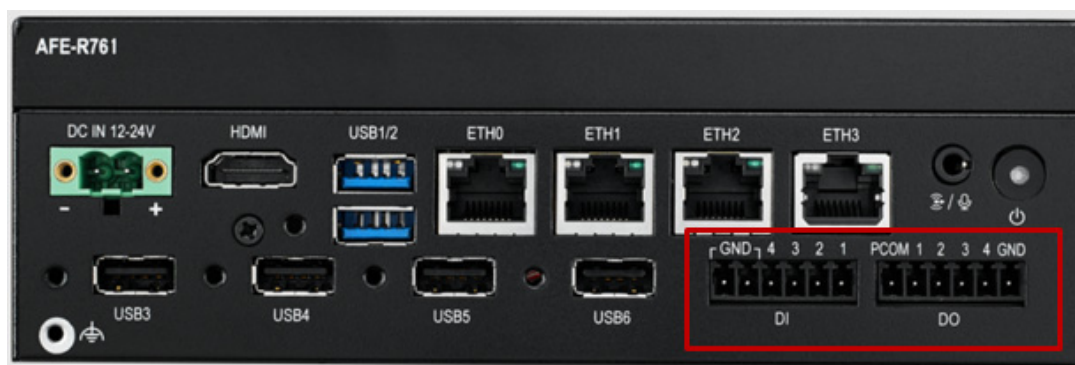 AFE-R761
DC IN 12-24V HDMI USB1/2 ETH0 ETH1 ETH2 ETH3
- +
/
GND 4 3 2 1 PCOM 1 2 3 4 GND
USB3 USB4 USB5 USB6 DI DO